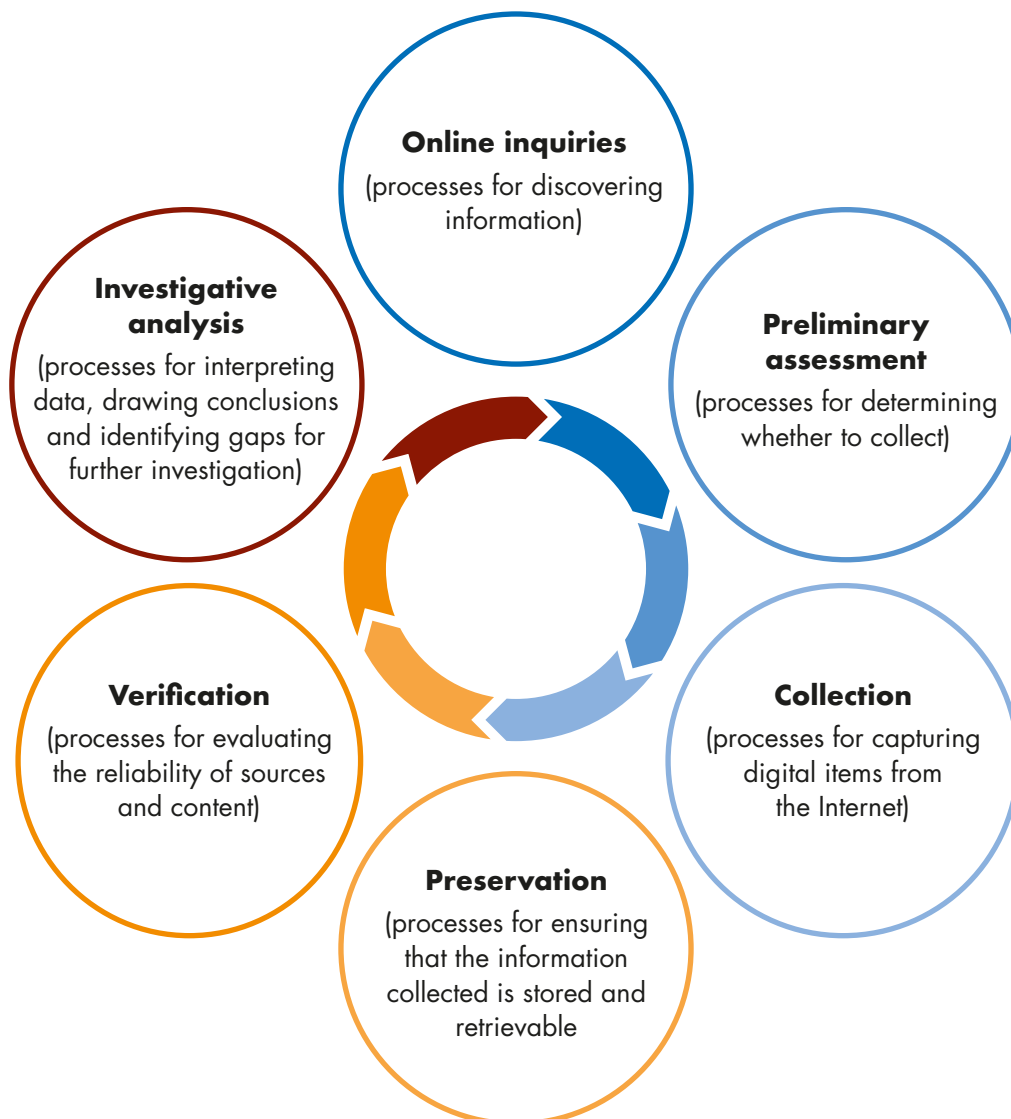 Online inquiries
(processes for discovering
information)
Preliminary
assessment
(processes for determining
whether to collect)
Collection
(processes for capturing
digital items from
the Internet)
Preservation
(processes for ensuring
that the information
collected is stored and
retrievable
Verification
(processes for evaluating
the reliability of sources
and content)
Investigative
analysis
(processes for interpreting
data, drawing conclusions
and identifying gaps for
further investigation)